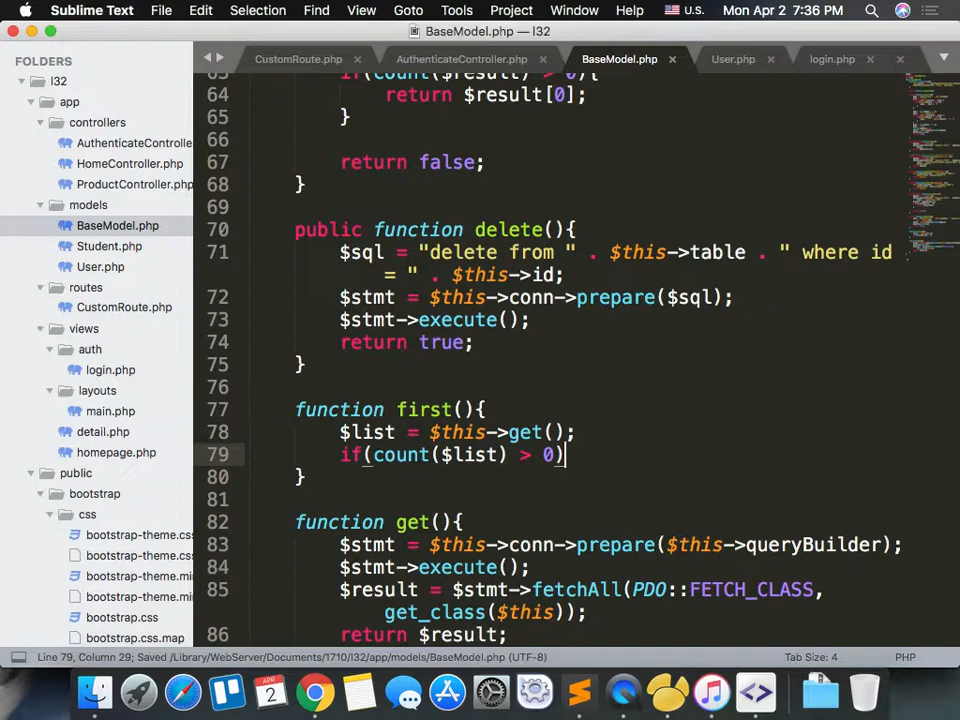 Sublime Text File Edit Selection Find View Goto Tools Project Window Help U.S. Mon Apr 2 7:36 PM
BaseModel.php — l32
FOLDERS
l32
app
controllers
AuthenticateControlle
HomeController.php
ProductController.php
models
BaseModel.php
Student.php
User.php
routes
CustomRoute.php
views
auth
login.php
layouts
main.php
detail.php
homepage.php
public
bootstrap
css
bootstrap-theme.css
bootstrap-theme.css
bootstrap-theme.min
bootstrap-theme.min
bootstrap.css
bootstrap.css.map
CustomRoute.php AuthenticateController.php BaseModel.php User.php login.php
63 if(count($result) > 0){
64 return $result[0];
65 }
66
67 return false;
68 }
69
70 public function delete(){
71 $sql = "delete from " . $this->table . " where id
= " . $this->id;
72 $stmt = $this->conn->prepare($sql);
73 $stmt->execute();
74 return true;
75 }
76
77 function first(){
78 $list = $this->get();
79 if(count($list) > 0)
80 }
81
82 function get(){
83 $stmt = $this->conn->prepare($this->queryBuilder);
84 $stmt->execute();
85 $result = $stmt->fetchAll(PDO::FETCH_CLASS,
get_class($this));
86 return $result;
Line 79, Column 29; Saved /Library/WebServer/Documents/1710/l32/app/models/BaseModel.php (UTF-8) Tab Size: 4 PHP
APR
2